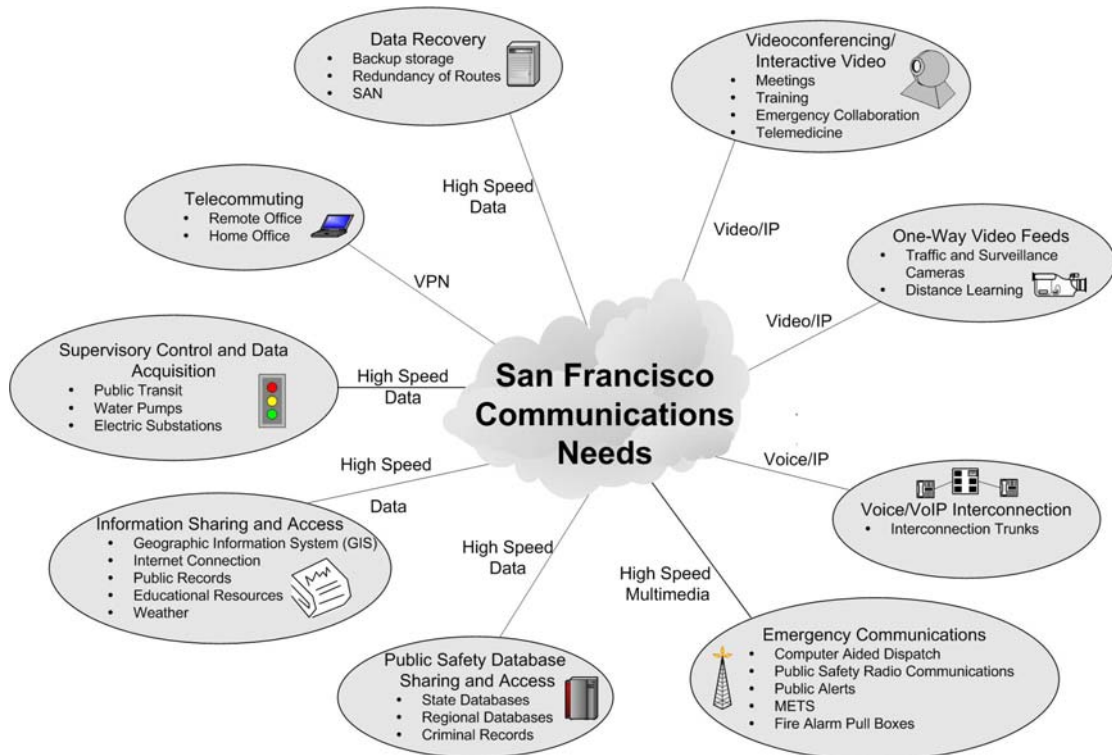 Data Recovery
• Backup storage
• Redundancy of Routes
• SAN
Videoconferencing/
Interactive Video
• Meetings
• Training
• Emergency Collaboration
• Telemedicine
High Speed
Data
Telecommuting
• Remote Office
• Home Office
Video/IP
One-Way Video Feeds
• Traffic and Surveillance
Cameras
• Distance Learning
VPN
Video/IP
Supervisory Control and Data
Acquisition
• Public Transit
• Water Pumps
• Electric Substations
High Speed
Data
San Francisco
Communications
Needs
High Speed
Data
Voice/IP
Voice/VoIP Interconnection
• Interconnection Trunks
Information Sharing and Access
• Geographic Information System (GIS)
• Internet Connection
• Public Records
• Educational Resources
• Weather
High Speed
Data
High Speed
Multimedia
Public Safety Database
Sharing and Access
• State Databases
• Regional Databases
• Criminal Records
Emergency Communications
• Computer Aided Dispatch
• Public Safety Radio Communications
• Public Alerts
• METS
• Fire Alarm Pull Boxes